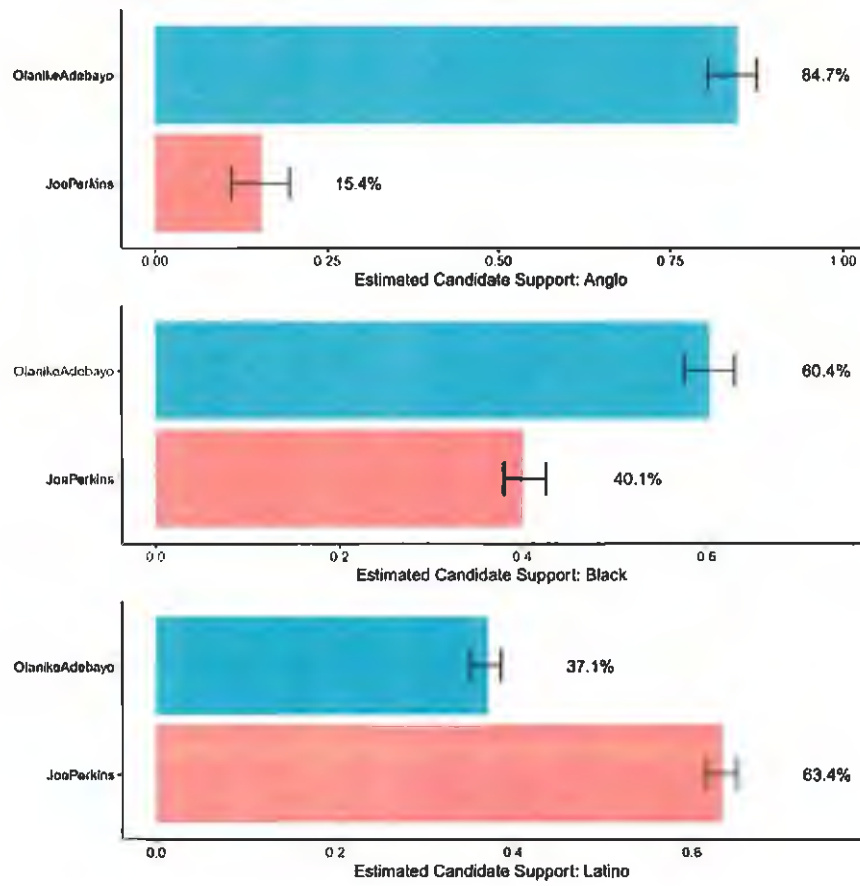 OlanikeAdebayo
84.7%
JoePerkins
15.4%
0.00 0.25 0.50 0.75 1.00
Estimated Candidate Support: Anglo
OlanikeAdebayo
60.4%
JoePerkins
40.1%
0.0 0.2 0.4 0.6
Estimated Candidate Support: Black
OlanikeAdebayo
37.1%
JoePerkins
63.4%
0.0 0.2 0.4 0.6
Estimated Candidate Support: Latino